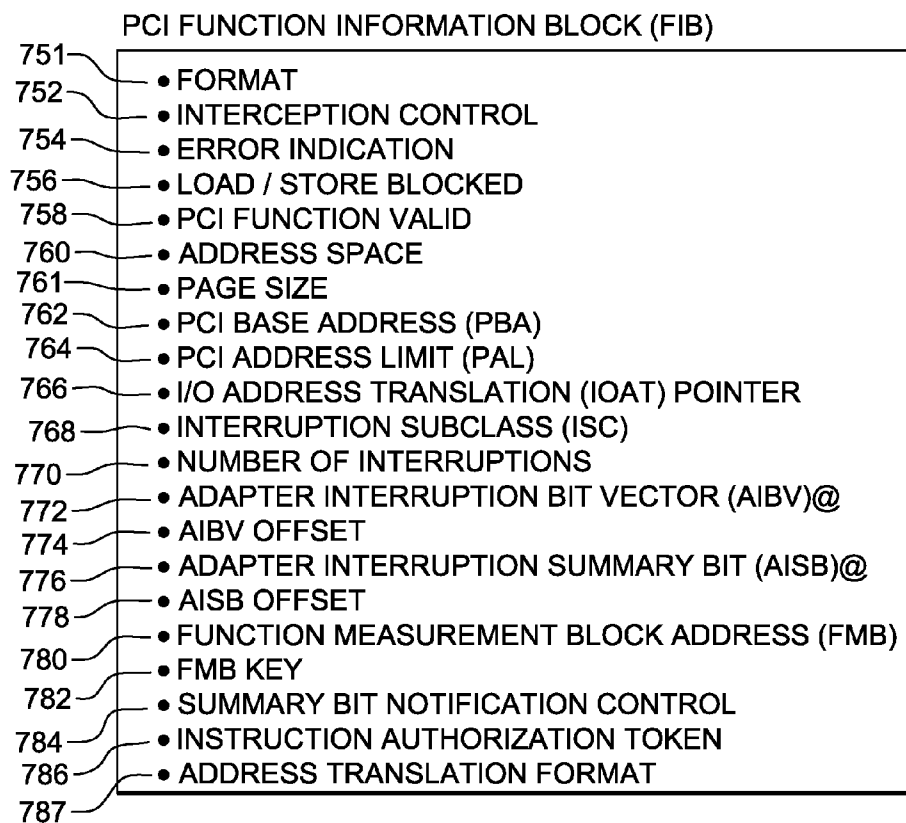 PCI FUNCTION INFORMATION BLOCK (FIB)
751 • FORMAT
752 • INTERCEPTION CONTROL
754 • ERROR INDICATION
756 • LOAD / STORE BLOCKED
758 • PCI FUNCTION VALID
760 • ADDRESS SPACE
761 • PAGE SIZE
762 • PCI BASE ADDRESS (PBA)
764 • PCI ADDRESS LIMIT (PAL)
766 • I/O ADDRESS TRANSLATION (IOAT) POINTER
768 • INTERRUPTION SUBCLASS (ISC)
770 • NUMBER OF INTERRUPTIONS
772 • ADAPTER INTERRUPTION BIT VECTOR (AIBV)@
774 • AIBV OFFSET
776 • ADAPTER INTERRUPTION SUMMARY BIT (AISB)@
778 • AISB OFFSET
780 • FUNCTION MEASUREMENT BLOCK ADDRESS (FMB)
782 • FMB KEY
784 • SUMMARY BIT NOTIFICATION CONTROL
786 • INSTRUCTION AUTHORIZATION TOKEN
787 • ADDRESS TRANSLATION FORMAT